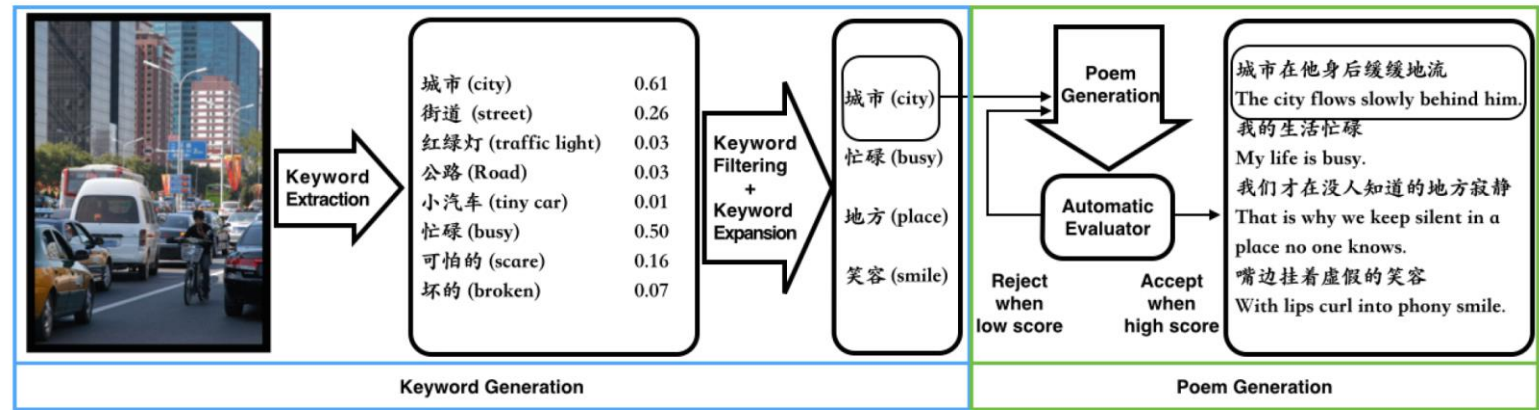 Keyword
Extraction
城市 (city) 0.61
街道 (street) 0.26
红绿灯 (traffic light) 0.03
公路 (Road) 0.03
小汽车 (tiny car) 0.01
忙碌 (busy) 0.50
可怕的 (scare) 0.16
坏的 (broken) 0.07
Keyword
Filtering
+
Keyword
Expansion
城市 (city)
忙碌 (busy)
地方 (place)
笑容 (smile)
Poem
Generation
Automatic
Evaluator
Reject
when
low score
Accept
when
high score
城市在他身后缓缓地流
The city flows slowly behind him.
我的生活忙碌
My life is busy.
我们才在没人知道的地方寂静
That is why we keep silent in a
place no one knows.
嘴边挂着虚假的笑容
With lips curl into phony smile.
Keyword Generation
Poem Generation